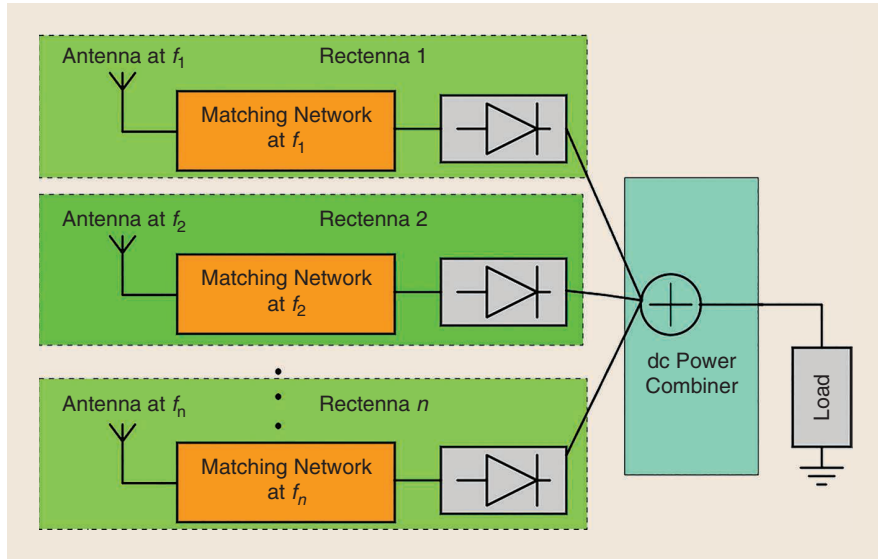 Antenna at f1
Rectenna 1
Matching Network
at f1
Antenna at f2
Rectenna 2
Matching Network
at f2
Antenna at fn
Rectenna n
Matching Network
at fn
dc Power
Combiner
Load